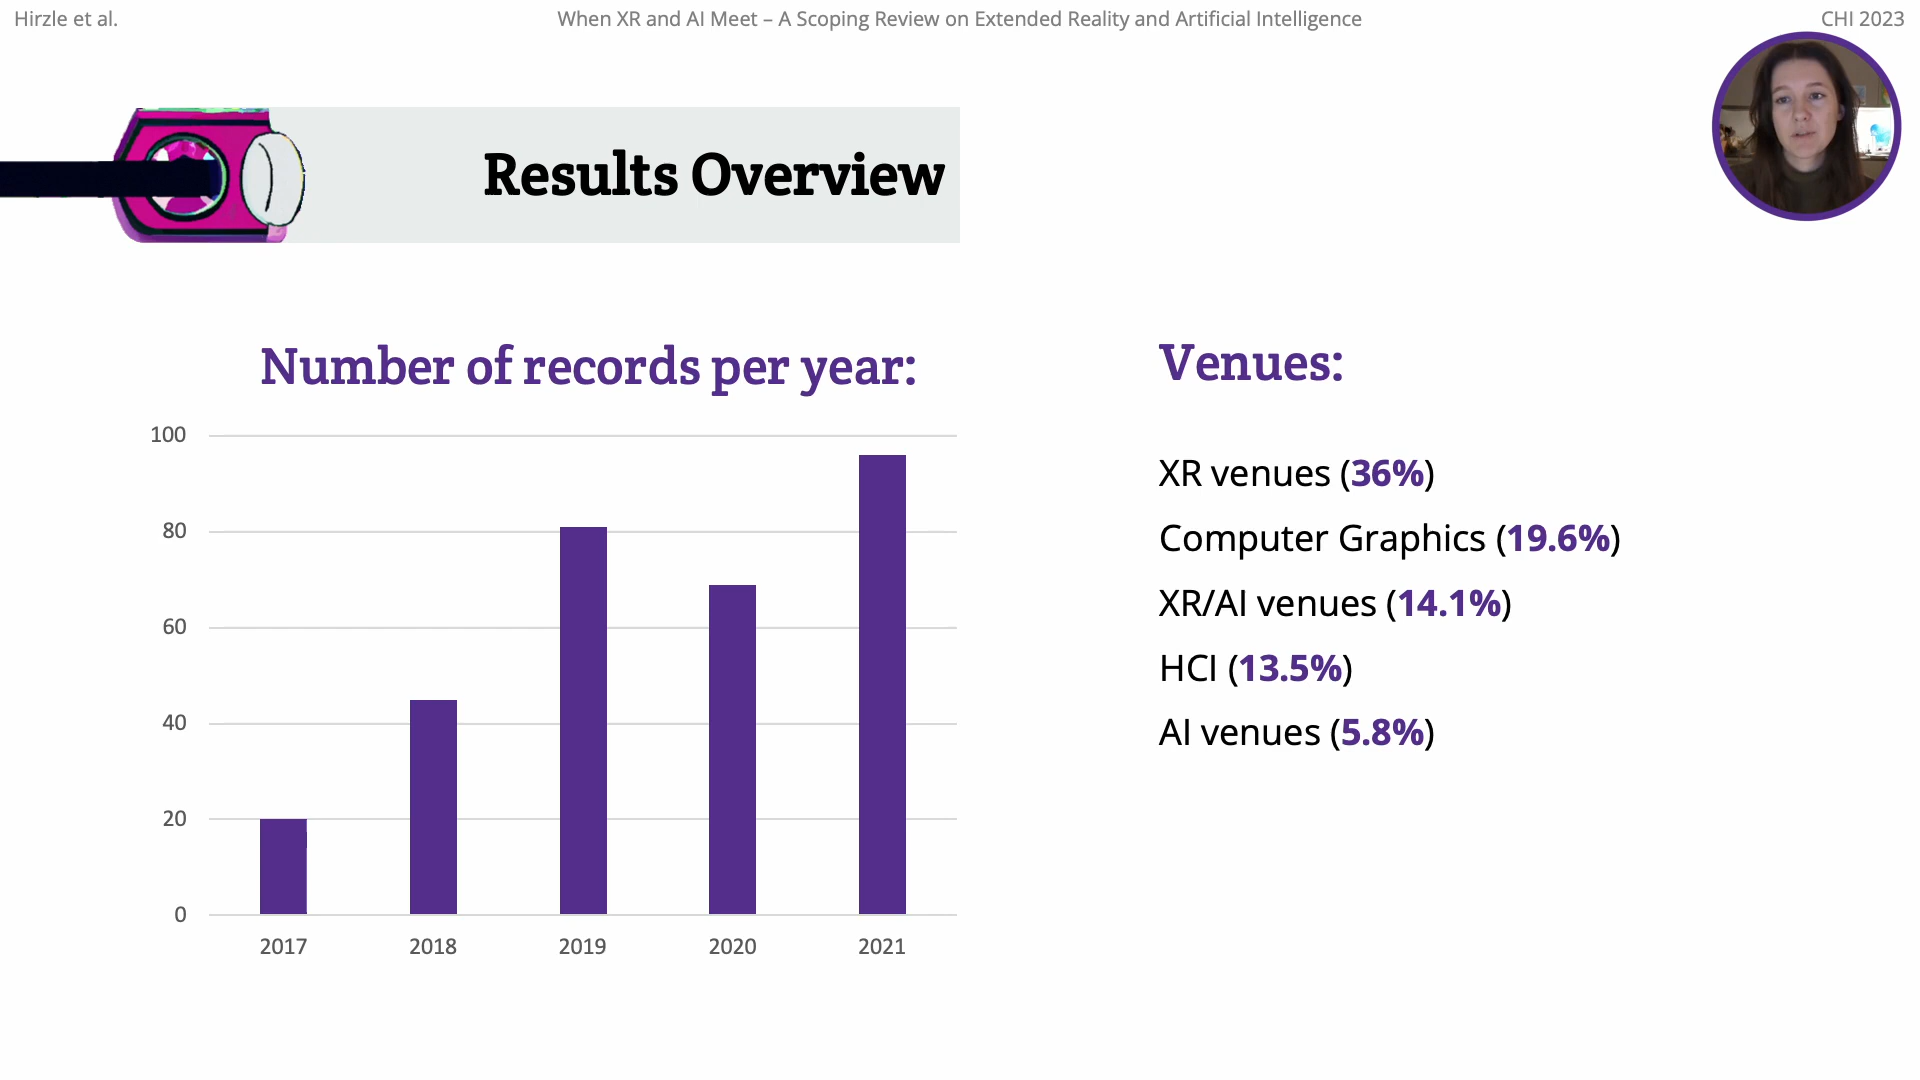 Hirzle et al.
When XR and AI Meet – A Scoping Review on Extended Reality and Artificial Intelligence
CHI 2023
Results Overview
Number of records per year:
100
80
60
40
20
0
2017
2018
2019
2020
2021
Venues:
XR venues (36%)
Computer Graphics (19.6%)
XR/AI venues (14.1%)
HCI (13.5%)
AI venues (5.8%)